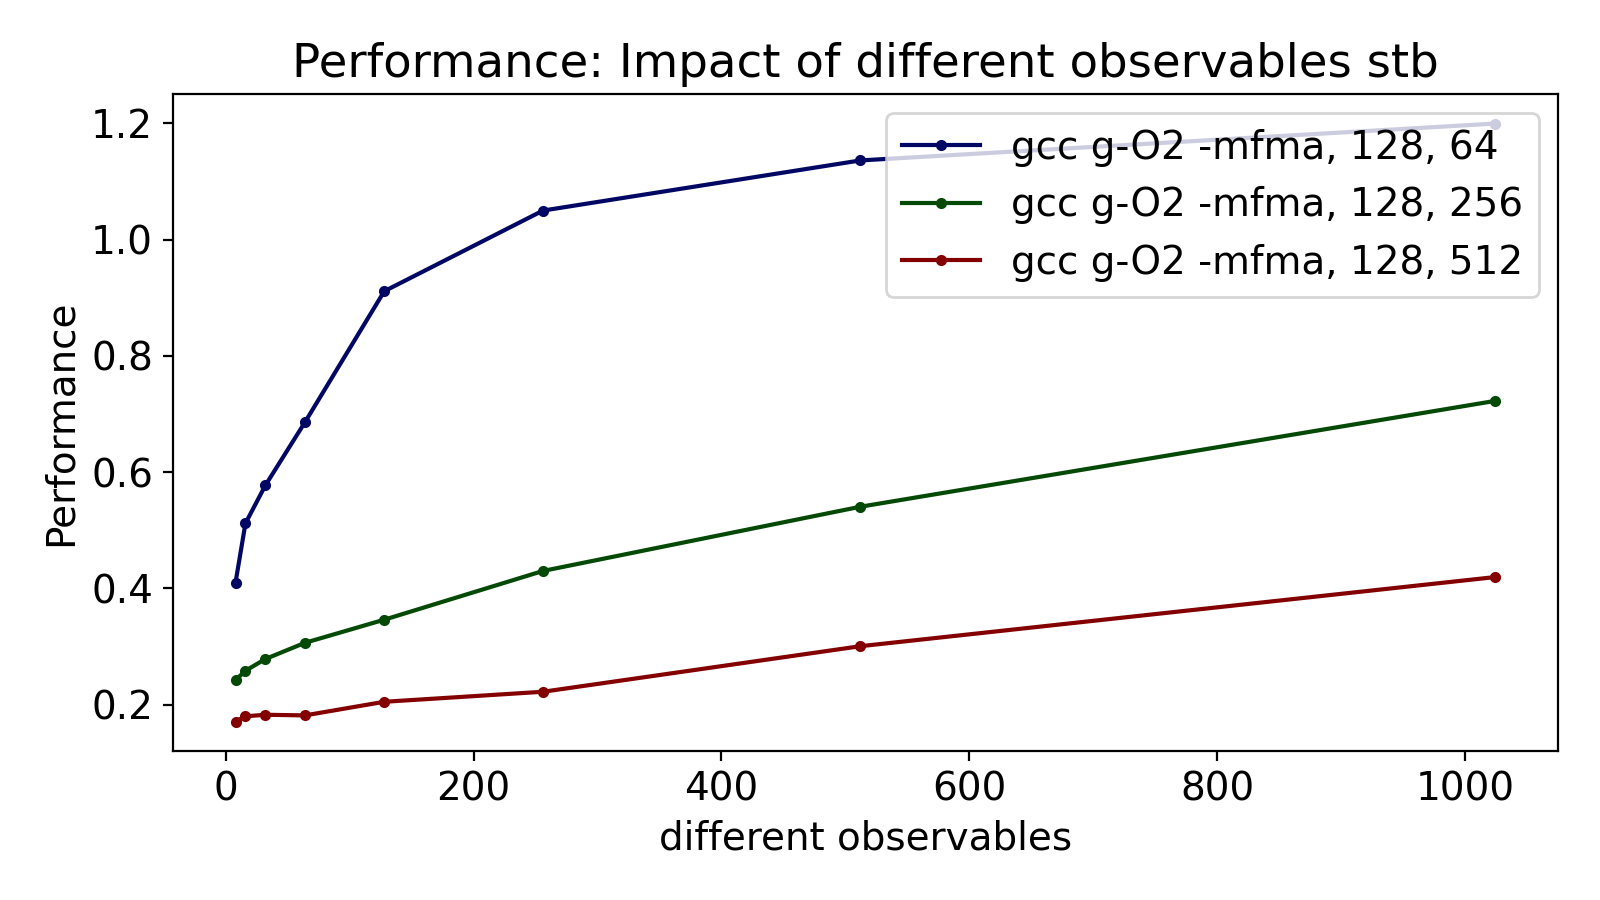 Performance: Impact of different observables stb
gcc g-O2 -mfma, 128, 64
gcc g-O2 -mfma, 128, 256
gcc g-O2 -mfma, 128, 512
Performance
1.2
1.0
0.8
0.6
0.4
0.2
0 200 400 600 800 1000
different observables